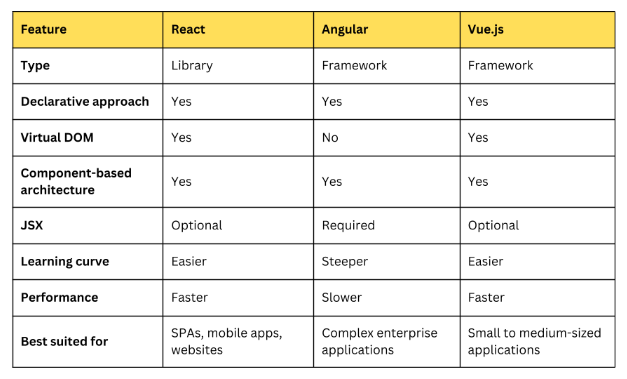 Feature React Angular Vue.js
Type Library Framework Framework
Declarative approach Yes Yes Yes
Virtual DOM Yes No Yes
Component-based
architecture Yes Yes Yes
JSX Optional Required Optional
Learning curve Easier Steeper Easier
Performance Faster Slower Faster
Best suited for
SPAs, mobile apps,
websites
Complex enterprise
applications
Small to medium-sized
applications